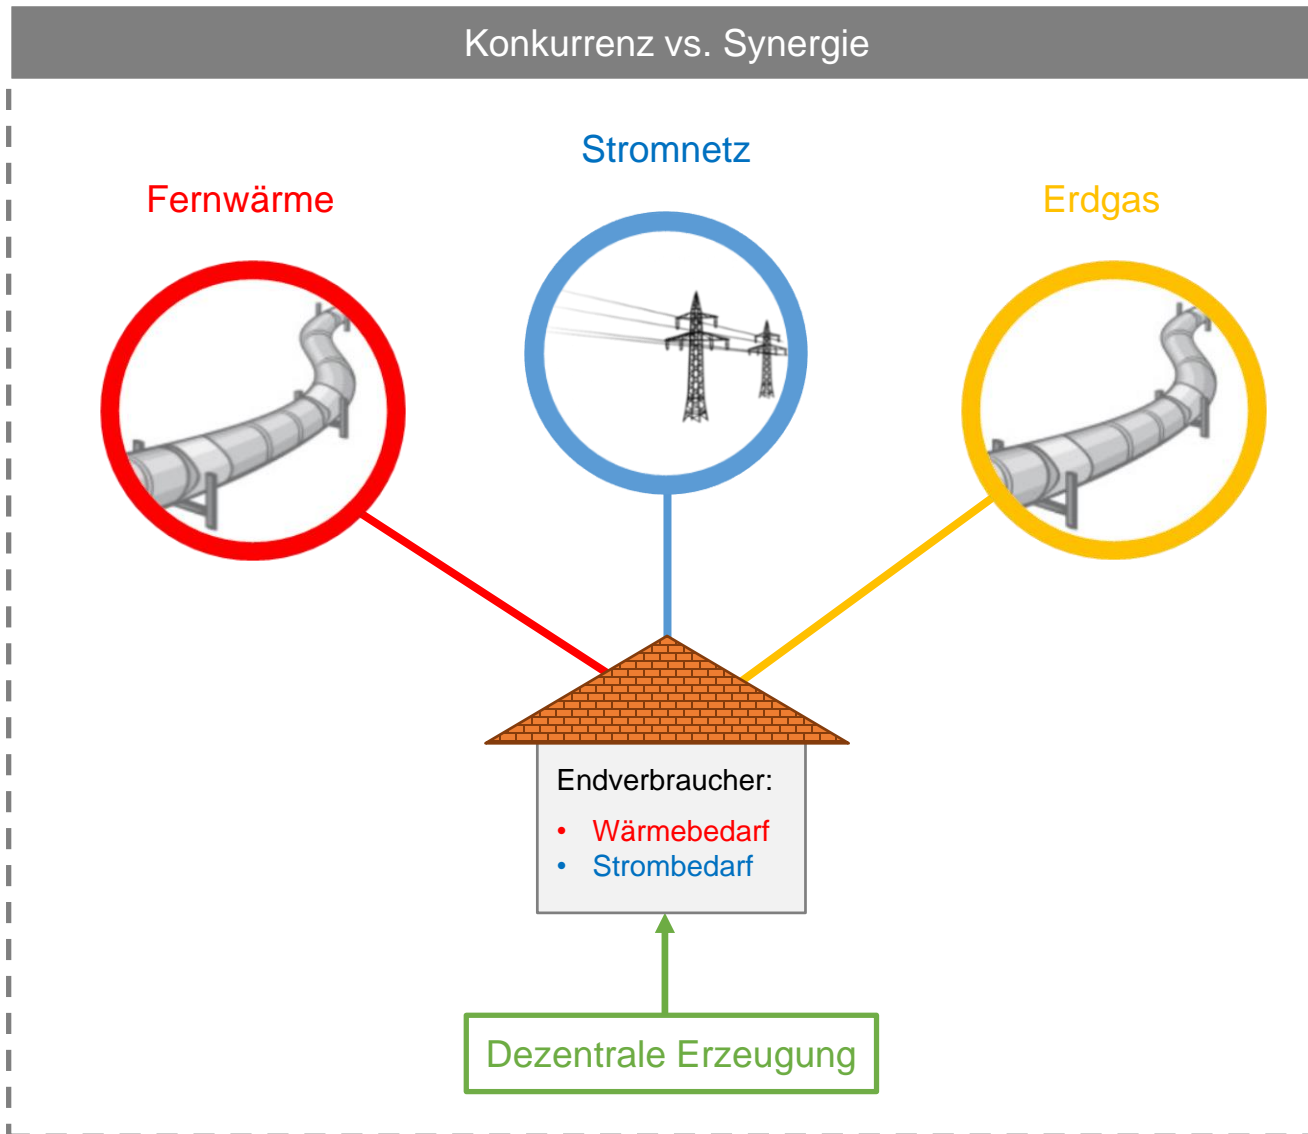 Konkurrenz vs. Synergie
Stromnetz
Fernwärme
Erdgas
Endverbraucher:
• Wärmebedarf
• Strombedarf
Dezentrale Erzeugung